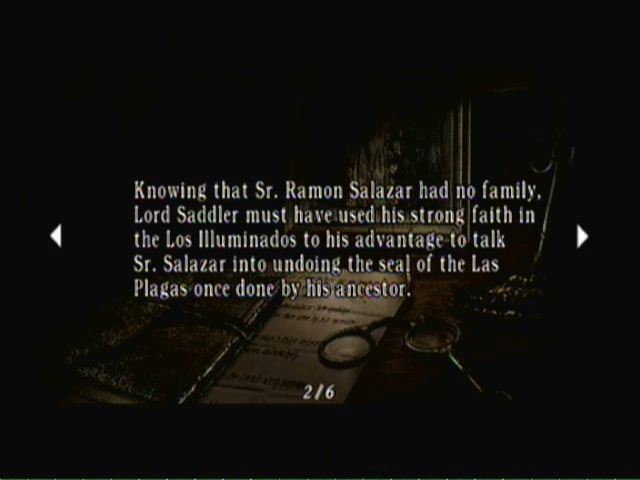 Knowing that Sr. Ramon Salazar had no family,
Lord Saddler must have used his strong faith in
the Los Illuminados to his advantage to talk
Sr. Salazar into undoing the seal of the Las
Plagas once done by his ancestor.
2/6